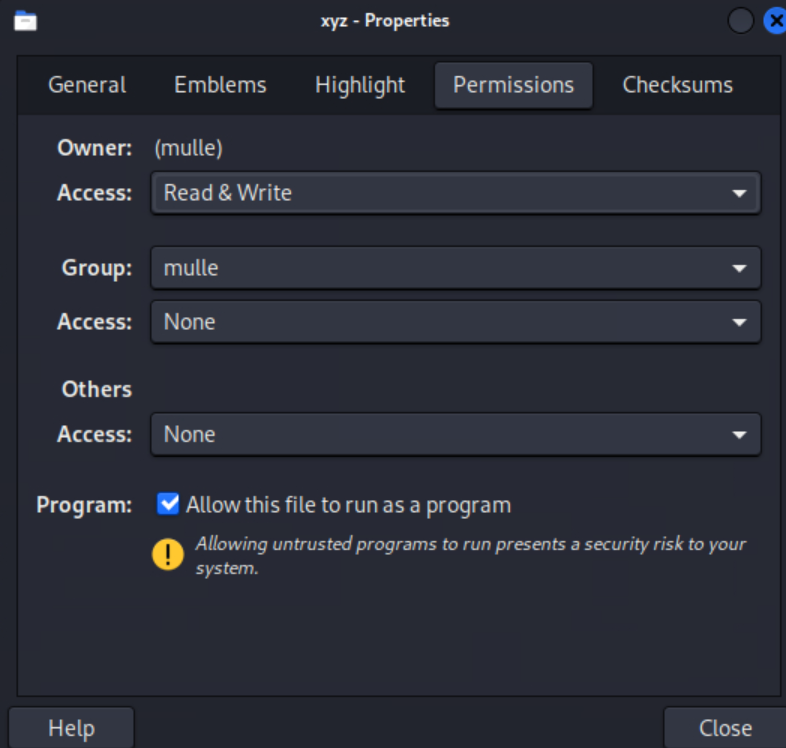 xyz - Properties
General Emblems Highlight Permissions Checksums
Owner: (mulle)
Access: Read & Write
Group: mulle
Access: None
Others
Access: None
Program: Allow this file to run as a program
Allowing untrusted programs to run presents a security risk to your
system.
Help Close